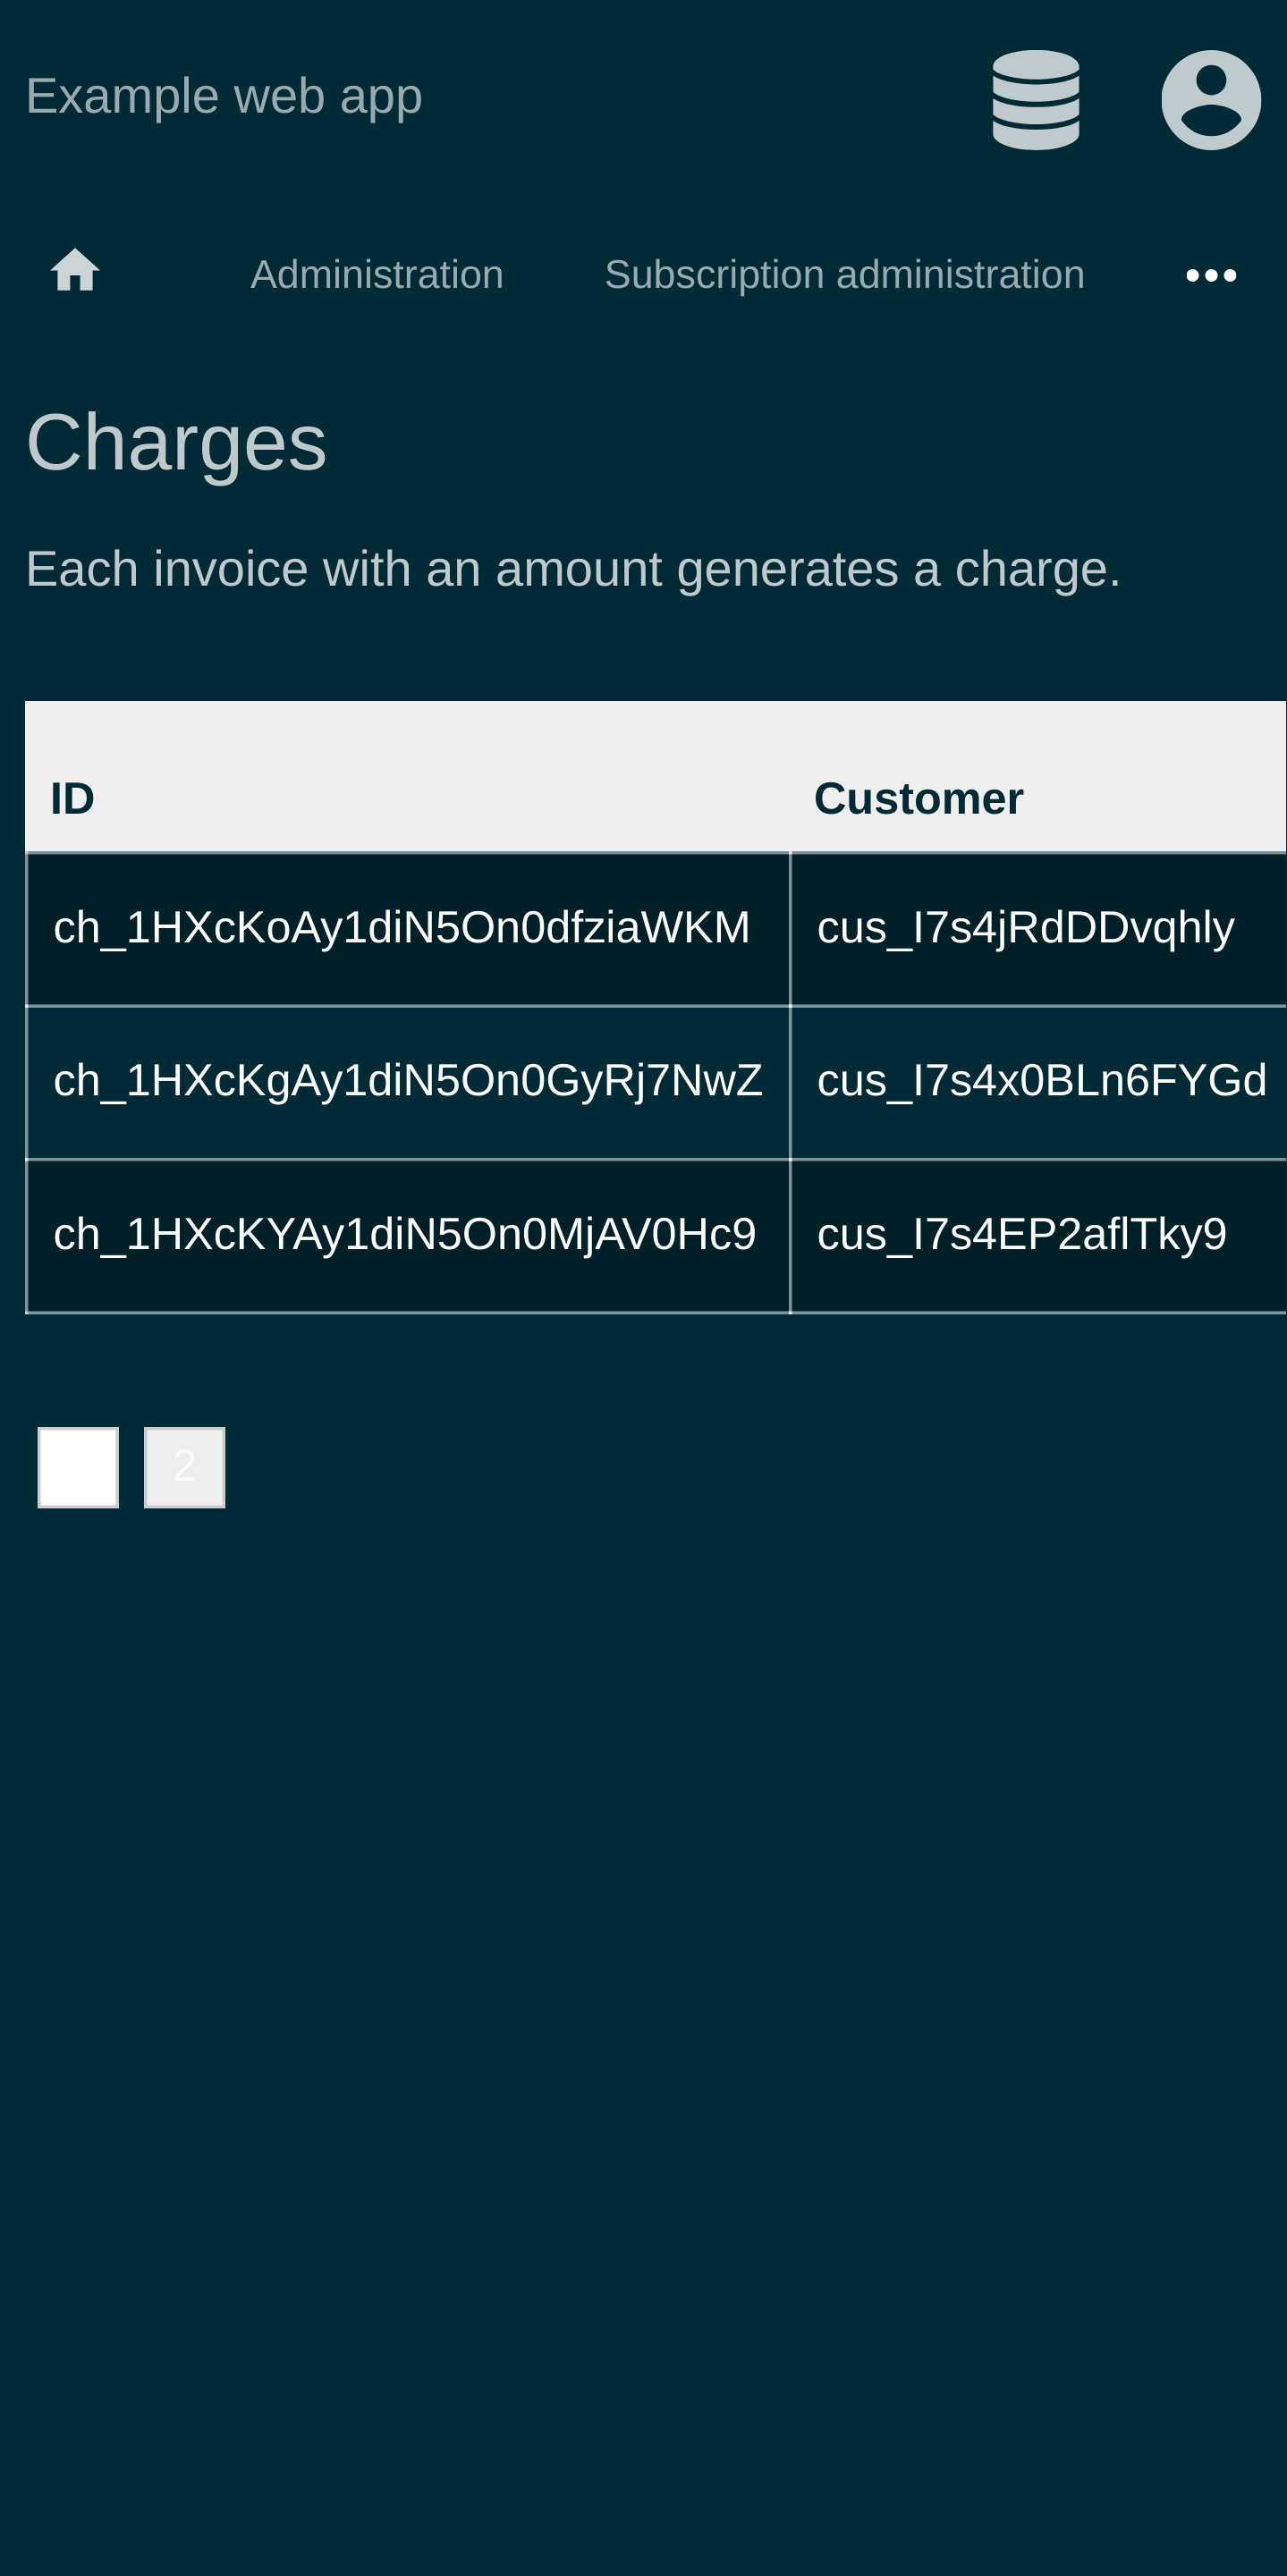 Example web app
Administration Subscription administration
Charges
Each invoice with an amount generates a charge.
ID Customer
ch_1HXcKoAy1diN5On0dfziaWKM cus_I7s4jRdDDvqhly
ch_1HXcKgAy1diN5On0GyRj7NwZ cus_I7s4x0BLn6FYGd
ch_1HXcKYAy1diN5On0MjAV0Hc9 cus_I7s4EP2aflTky9
2